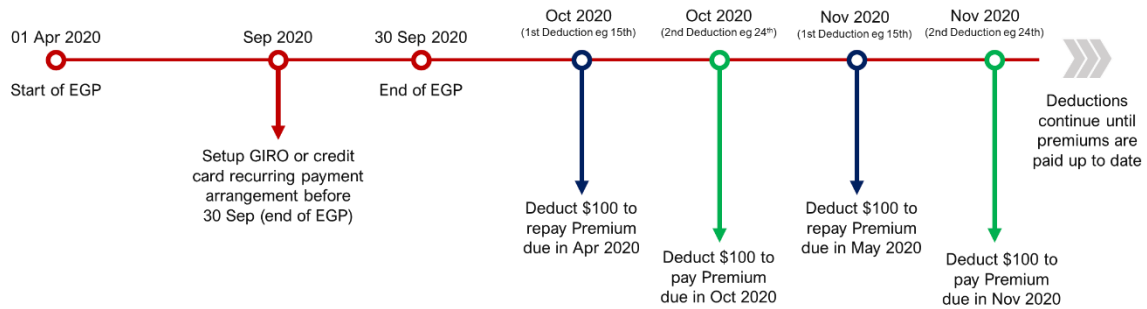 01 Apr 2020
Start of EGP
Sep 2020
Setup GIRO or credit
card recurring payment
arrangement before
30 Sep (end of EGP)
30 Sep 2020
End of EGP
Oct 2020
(1st Deduction eg 15th)
Deduct $100 to
repay Premium
due in Apr 2020
Oct 2020
(2nd Deduction eg 24th)
Deduct $100 to
pay Premium
due in Oct 2020
Nov 2020
(1st Deduction eg 15th)
Deduct $100 to
repay Premium
due in May 2020
Nov 2020
(2nd Deduction eg 24th)
Deduct $100 to
pay Premium
due in Nov 2020
Deductions
continue until
premiums are
paid up to date